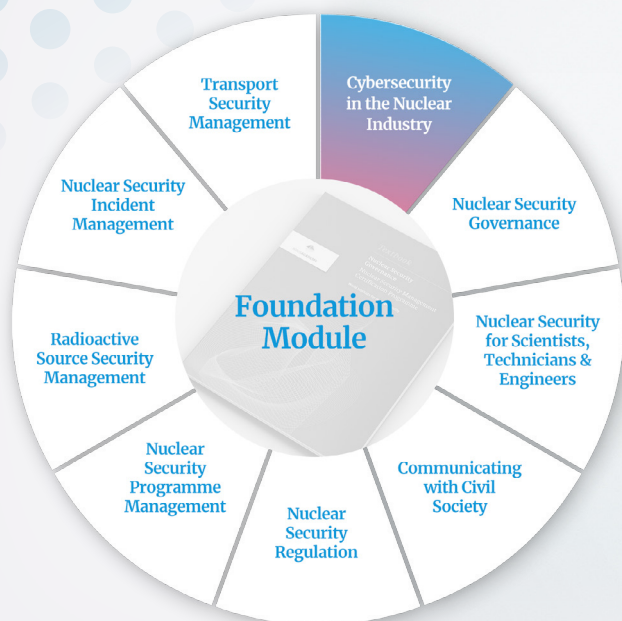 Transport
Security
Management
Cybersecurity
in the Nuclear
Industry
Nuclear Security
Incident
Management
Nuclear Security
Governance
Foundation
Module
Radioactive
Source Security
Management
Nuclear Security
for Scientists,
Technicians &
Engineers
Nuclear
Security
Programme
Management
Communicating
with Civil
Society
Nuclear
Security
Regulation